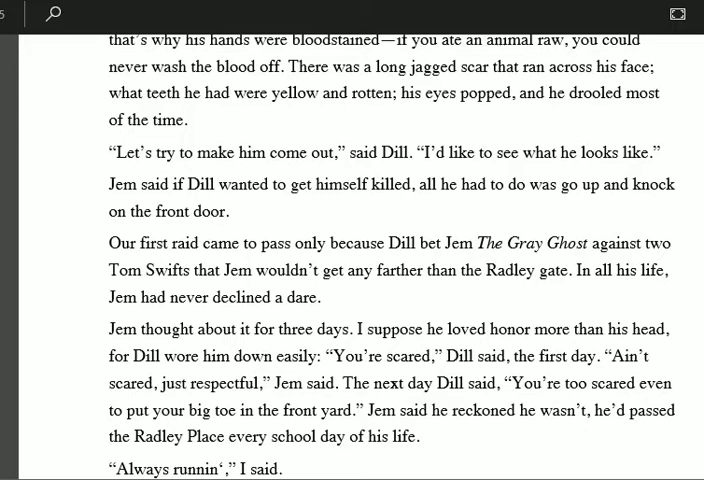 5
that's why his hands were bloodstained—if you ate an animal raw, you could
never wash the blood off. There was a long jagged scar that ran across his face;
what teeth he had were yellow and rotten; his eyes popped, and he drooled most
of the time.
“Let's try to make him come out,” said Dill. “I'd like to see what he looks like.”
Jem said if Dill wanted to get himself killed, all he had to do was go up and knock
on the front door.
Our first raid came to pass only because Dill bet Jem The Gray Ghost against two
Tom Swifts that Jem wouldn't get any farther than the Radley gate. In all his life,
Jem had never declined a dare.
Jem thought about it for three days. I suppose he loved honor more than his head,
for Dill wore him down easily: “You're scared,” Dill said, the first day. “Ain't
scared, just respectful,” Jem said. The next day Dill said, “You're too scared even
to put your big toe in the front yard.” Jem said he reckoned he wasn't, he'd passed
the Radley Place every school day of his life.
“Always runnin‘,” I said.